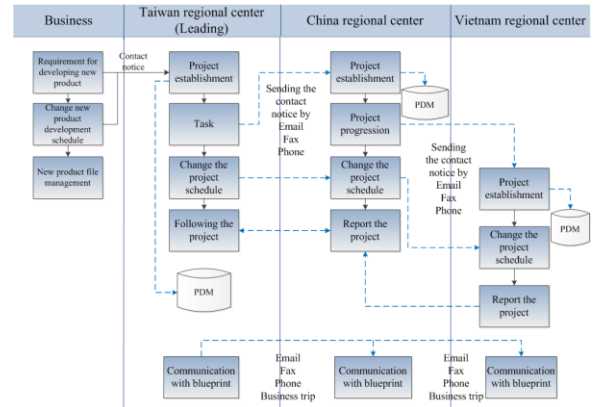 Business
Taiwan regional center
(Leading)
China regional center
Vietnam regional center
Requirement for
developing new
product
Contact
notice
Change new
product
development
schedule
New product file
management
Project
establishment
Task
Change the
project schedule
Following the
project
PDM
Sending the
contact
notice by
Email
Fax
Phone
Project
establishment
PDM
Project
progression
Change the
project schedule
Report the
project
Sending
the contact
notice by
Email
Fax
Phone
Project
establishment
PDM
Change the
project
schedule
Report the
project
Communication
with blueprint
Email
Fax
Phone
Business trip
Communication
with blueprint
Email
Fax
Phone
Business trip
Communication
with blueprint